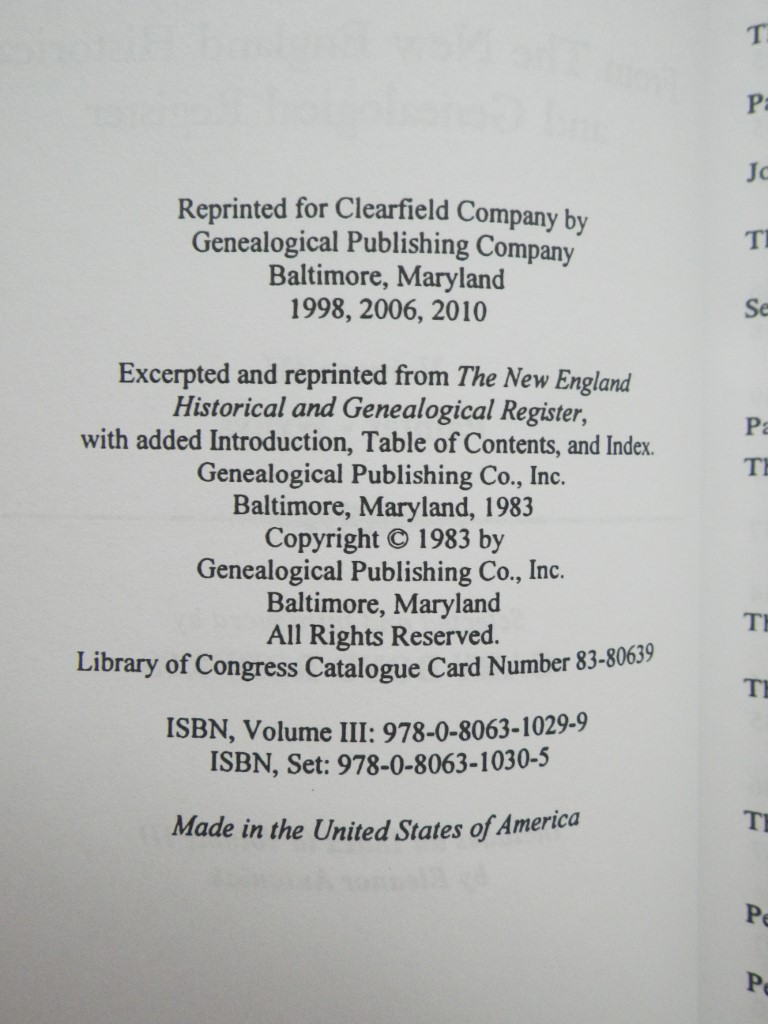 Reprinted for Clearfield Company by
Genealogical Publishing Company
Baltimore, Maryland
1998, 2006, 2010
Excerpted and reprinted from The New England
Historical and Genealogical Register,
with added Introduction, Table of Contents, and Index.
Genealogical Publishing Co., Inc.
Baltimore, Maryland, 1983
Copyright © 1983 by
Genealogical Publishing Co., Inc.
Baltimore, Maryland
All Rights Reserved.
Library of Congress Catalogue Card Number 83-80639
ISBN, Volume III: 978-0-8063-1029-9
ISBN, Set: 978-0-8063-1030-5
Made in the United States of America